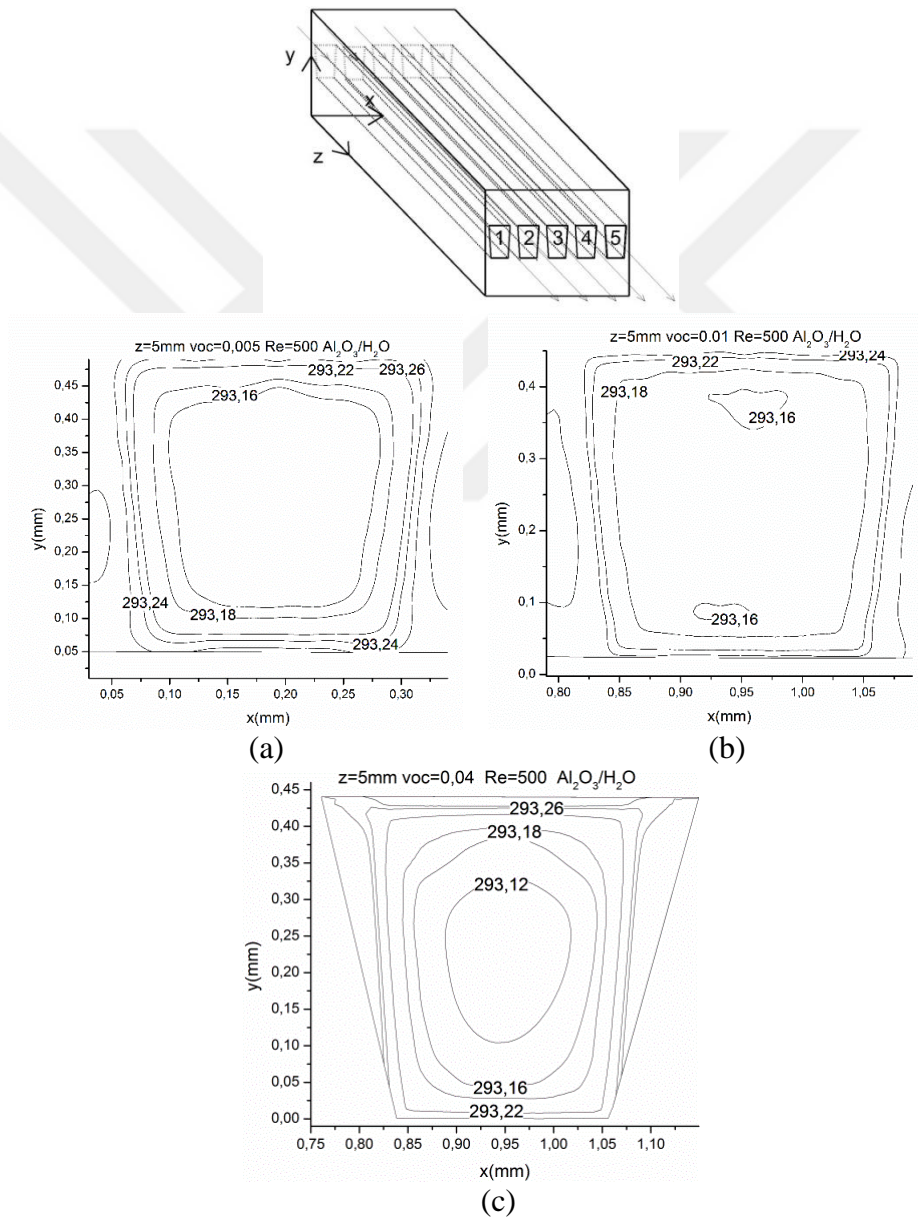 y
x
z
1 2 3 4 5
z=5mm voc=0,005 Re=500 Al₂O₃/H₂O
293,22 293,26
293,16
293,24
293,18
293,24
0,45
0,40
0,35
0,30
0,25
0,20
0,15
0,10
0,05
y(mm)
0,05 0,10 0,15 0,20 0,25 0,30
x(mm)
(a)
z=5mm voc=0.01 Re=500 Al₂O₃/H₂O
293,24
293,22
293,18
293,16
293,16
0,4
0,3
0,2
0,1
0,0
y(mm)
0,80 0,85 0,90 0,95 1,00 1,05
x(mm)
(b)
z=5mm voc=0,04 Re=500 Al₂O₃/H₂O
293,26
293,18
293,12
293,16
293,22
0,45
0,40
0,35
0,30
0,25
0,20
0,15
0,10
0,05
0,00
y(mm)
0,75 0,80 0,85 0,90 0,95 1,00 1,05 1,10
x(mm)
(c)